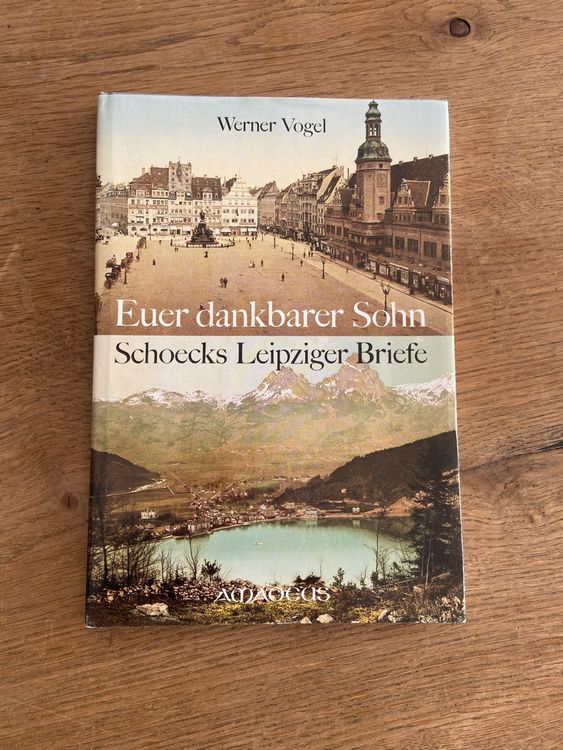 Werner Vogel
Euer dankbarer Sohn
Schoecks Leipziger Briefe
AMADEUS